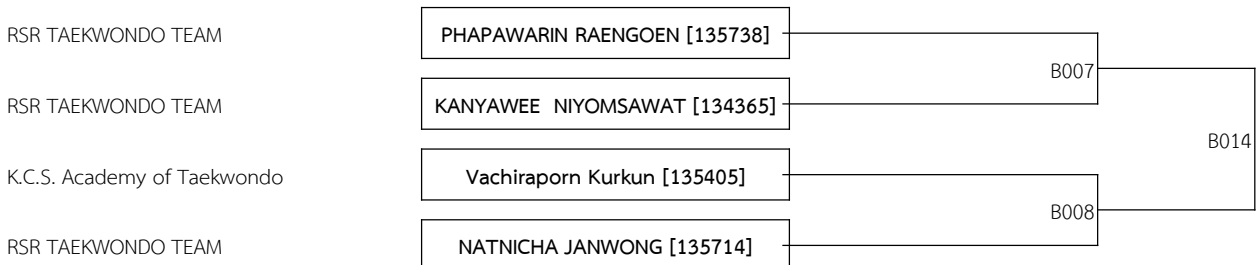 RSR TAEKWONDO TEAM PHAPAWARIN RAENGOEN [135738]
B007
RSR TAEKWONDO TEAM KANYAWEE  NIYOMSAWAT [134365]
B014
K.C.S. Academy of Taekwondo Vachiraporn Kurkun [135405]
B008
RSR TAEKWONDO TEAM NATNICHA JANWONG [135714]